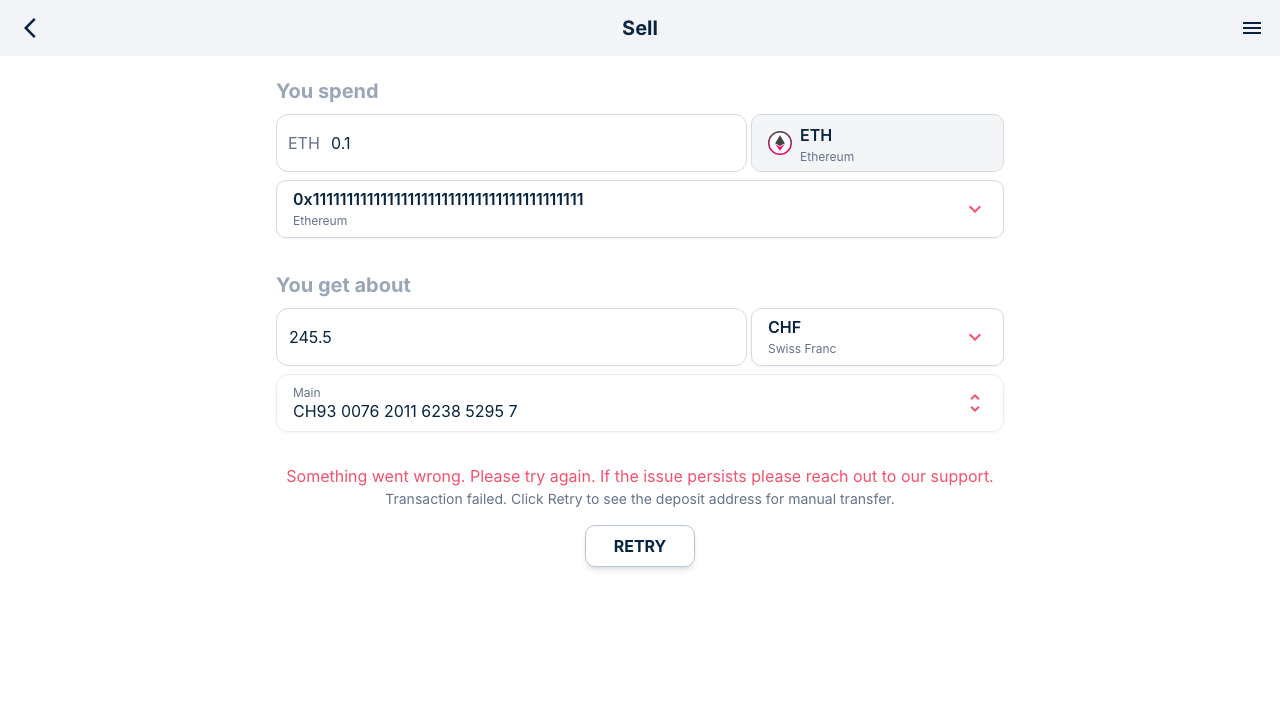 Sell
You spend
ETH 0.1
ETH
Ethereum
0x1111111111111111111111111111111111111111
Ethereum
You get about
245.5
CHF
Swiss Franc
Main
CH93 0076 2011 6238 5295 7
Something went wrong. Please try again. If the issue persists please reach out to our support.
Transaction failed. Click Retry to see the deposit address for manual transfer.
RETRY